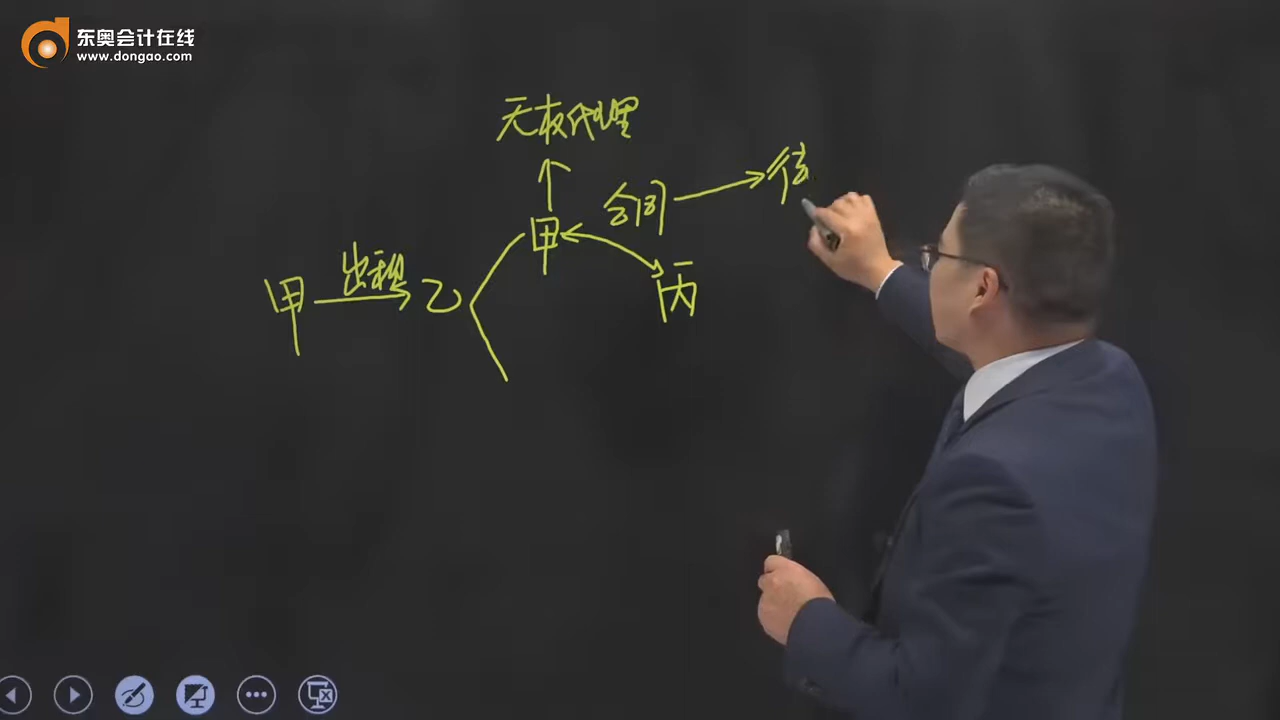 东奥会计在线
www.dongao.com
无权代理
合同
甲
出租
甲
乙
丙